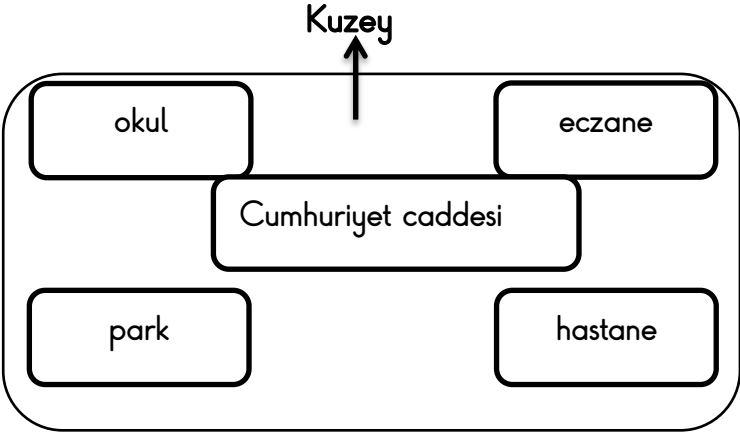 Kuzey
okul
eczane
Cumhuriyet caddesi
park
hastane